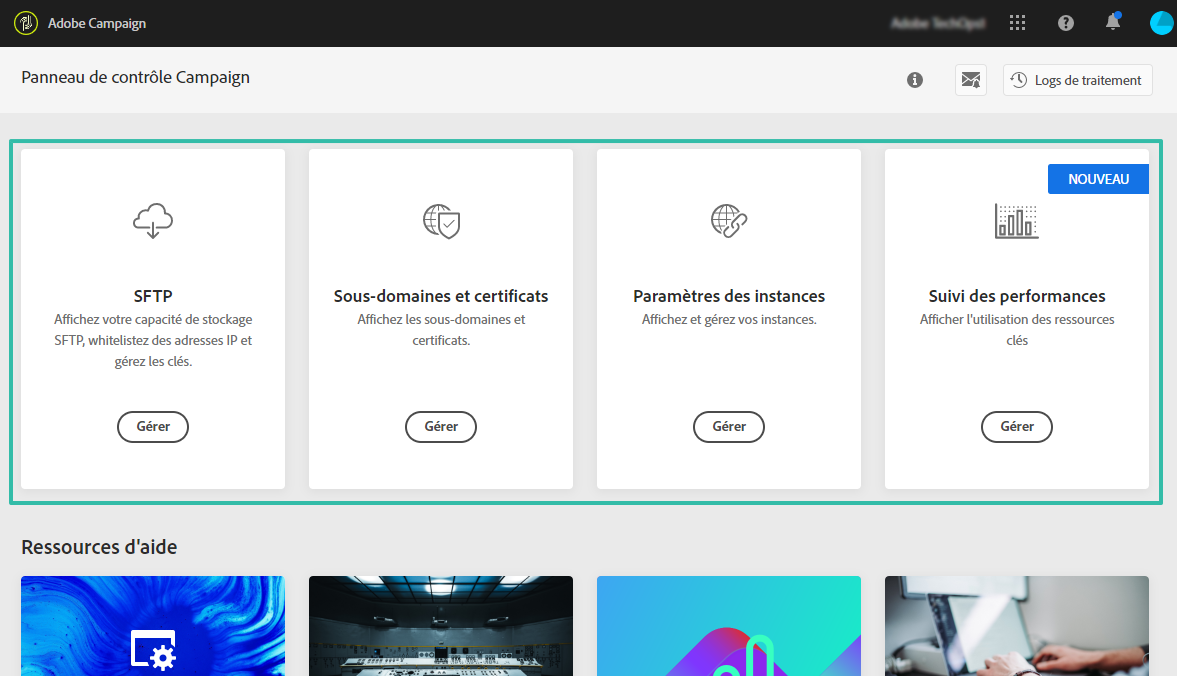 Adobe Campaign
Panneau de contrôle Campaign
Logs de traitement
NOUVEAU
SFTP
Affichez votre capacité de stockage
SFTP, whitelistez des adresses IP et
gérez les clés.
Gérer
Sous-domaines et certificats
Affichez les sous-domaines et
certificats.
Gérer
Paramètres des instances
Affichez et gérez vos instances.
Gérer
Suivi des performances
Afficher l'utilisation des ressources
clés
Gérer
Ressources d'aide